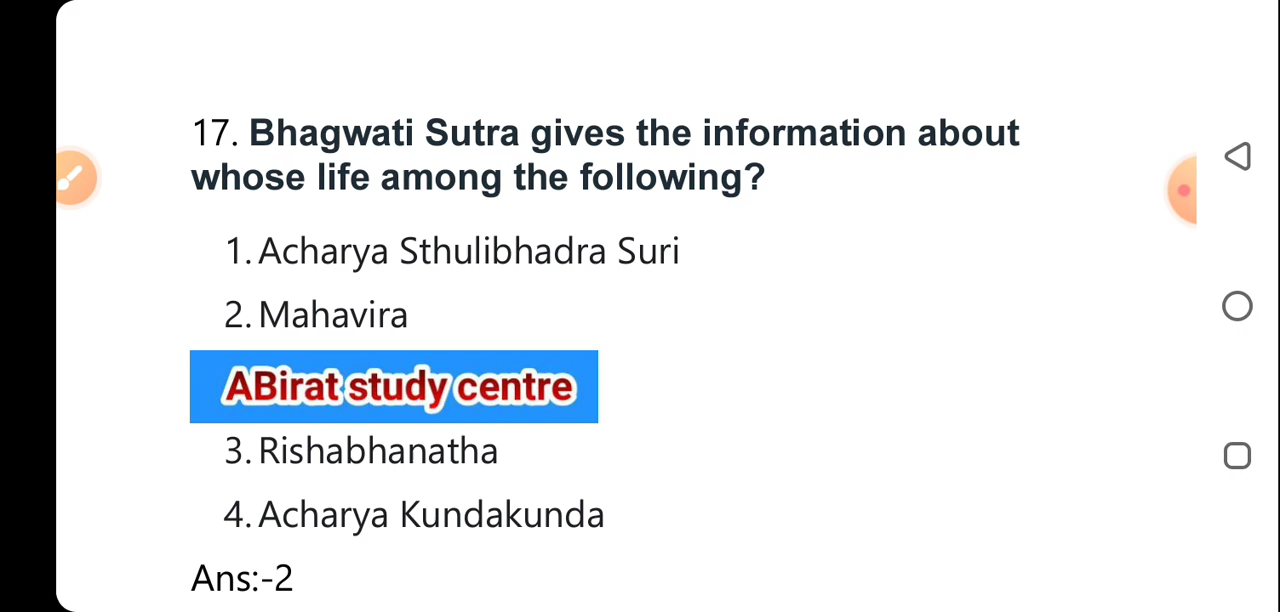 17. Bhagwati Sutra gives the information about
whose life among the following?
1. Acharya Sthulibhadra Suri
2. Mahavira
ABirat study centre
3. Rishabhanatha
4. Acharya Kundakunda
Ans:-2